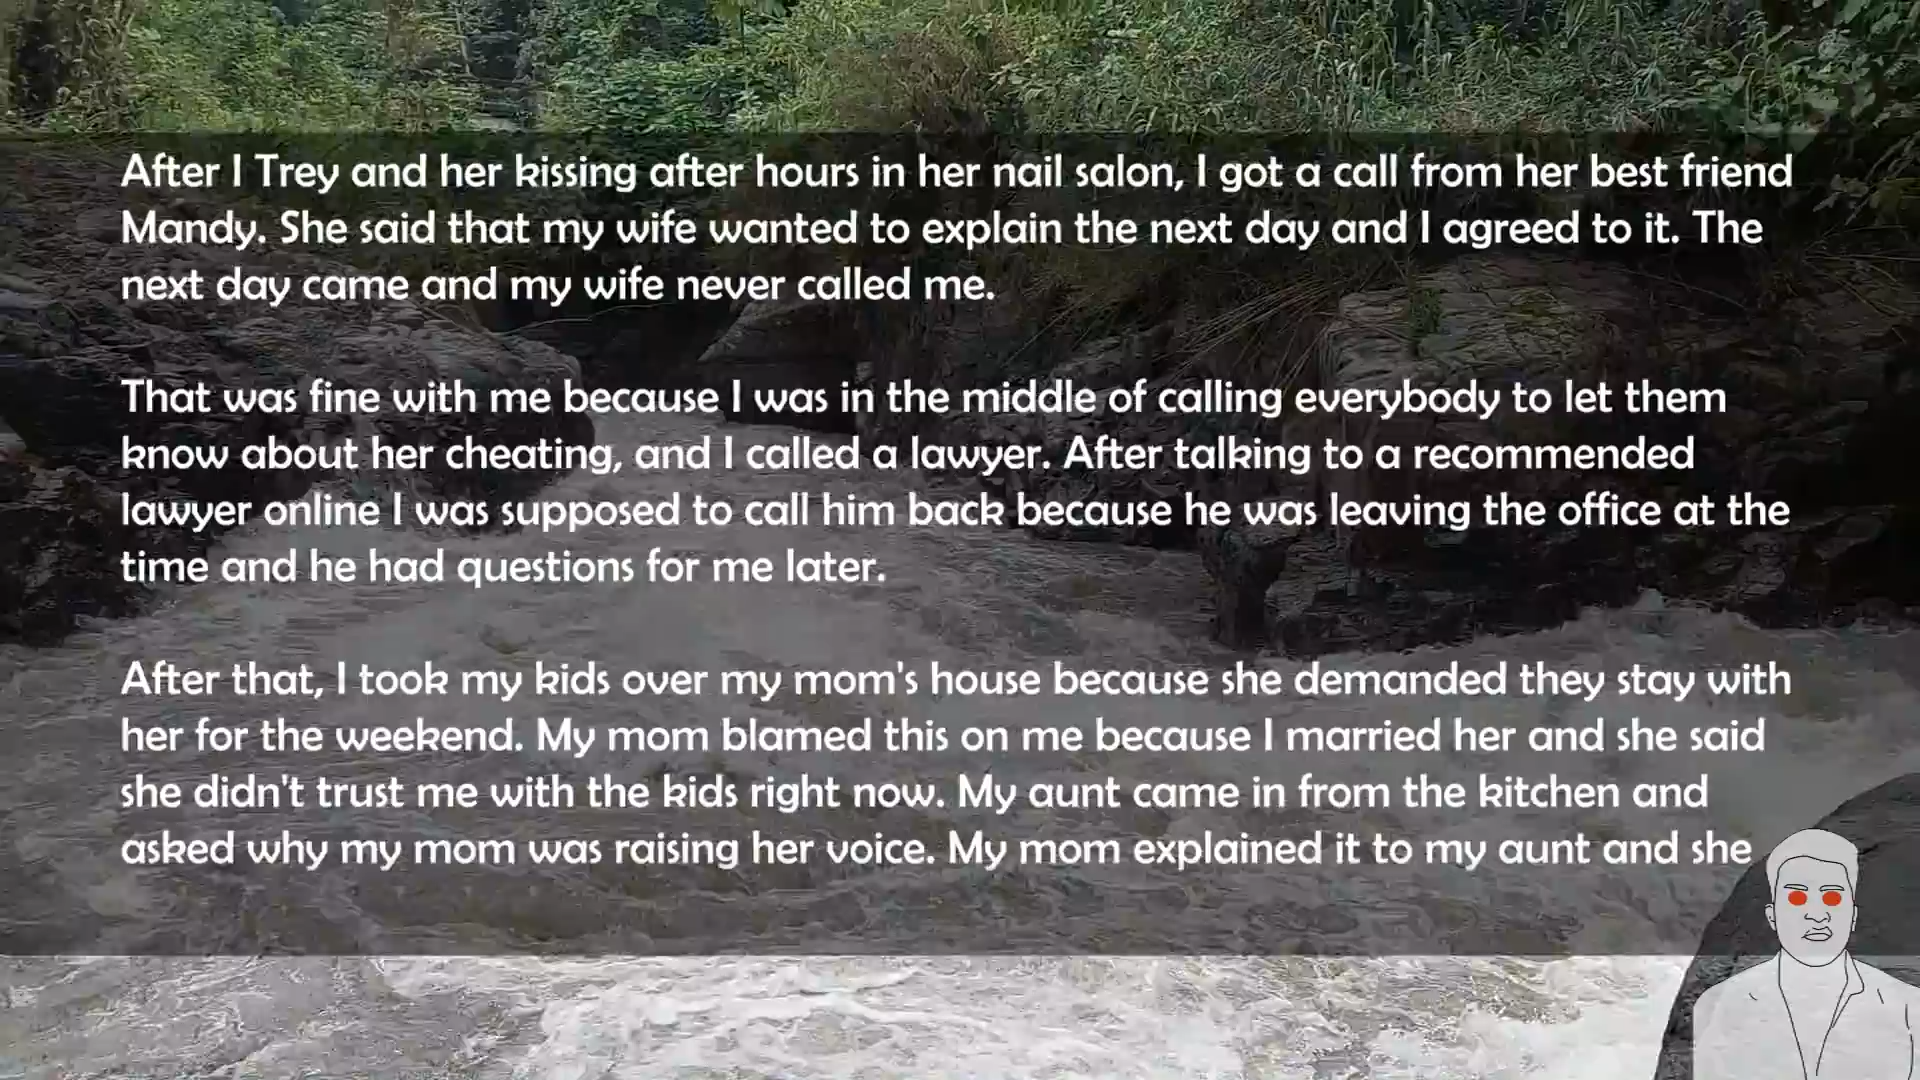 After I Trey and her kissing after hours in her nail salon, I got a call from her best friend
Mandy. She said that my wife wanted to explain the next day and I agreed to it. The
next day came and my wife never called me.
That was fine with me because I was in the middle of calling everybody to let them
know about her cheating, and I called a lawyer. After talking to a recommended
lawyer online I was supposed to call him back because he was leaving the office at the
time and he had questions for me later.
After that, I took my kids over my mom's house because she demanded they stay with
her for the weekend. My mom blamed this on me because I married her and she said
she didn't trust me with the kids right now. My aunt came in from the kitchen and
asked why my mom was raising her voice. My mom explained it to my aunt and she